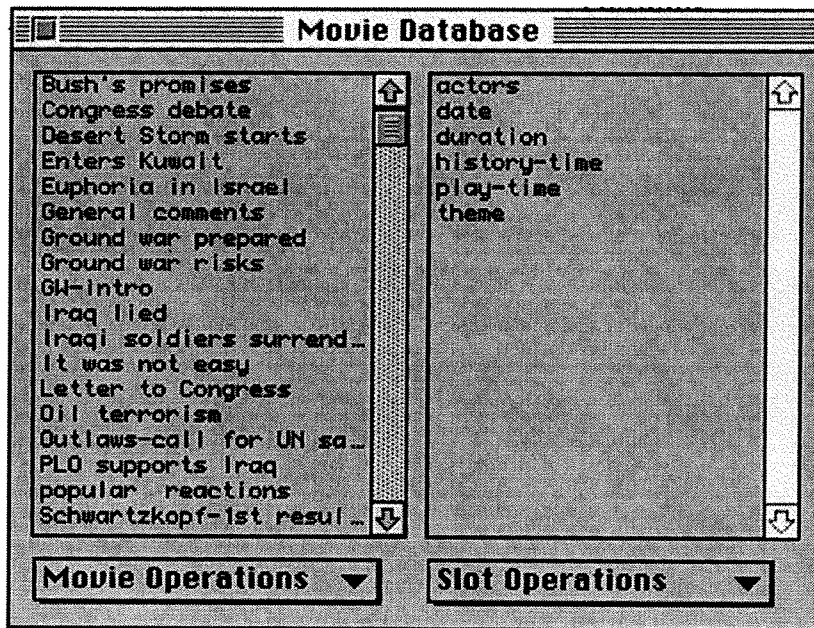 Movie Database
Bush's promises
Congress debate
Desert Storm starts
Enters Kuwait
Euphoria in Israel
General comments
Ground war prepared
Ground war risks
GW-intro
Iraq lied
Iraqi soldiers surrend…
It was not easy
Letter to Congress
Oil terrorism
Outlaws-call for UN sa…
PLO supports Iraq
popular reactions
Schwartzkopf-1st resul…
actors
date
duration
history-time
play-time
theme
Movie Operations
Slot Operations